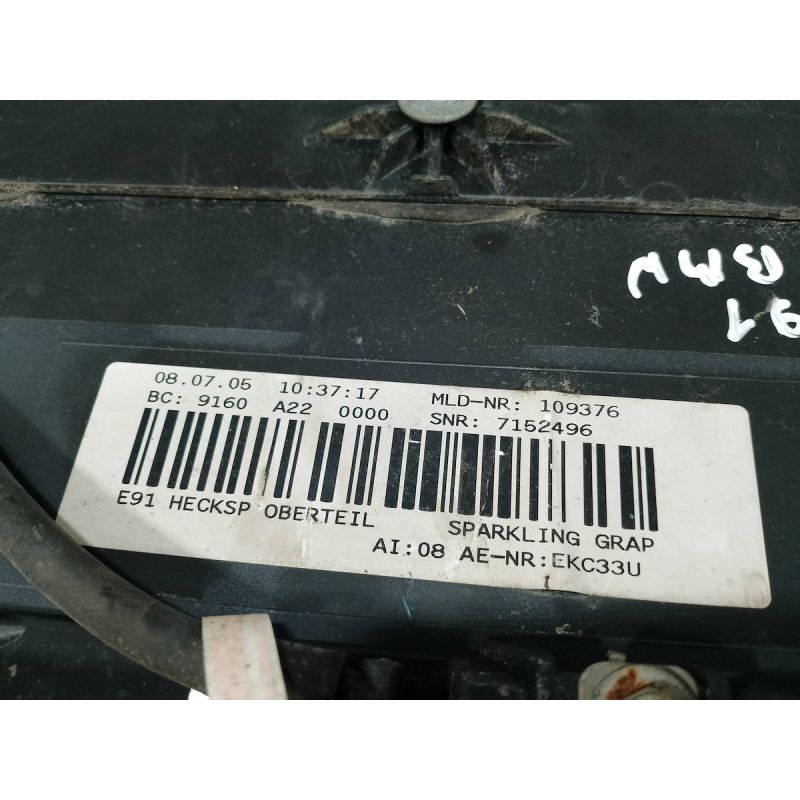 BMW
91
08.07.05 10:37:17 MLD-NR: 109376
BC: 9160 A22 0000 SNR: 7152496
E91 HECKSP OBERTEIL SPARKLING GRAP
AI:08 AE-NR:EKC33U